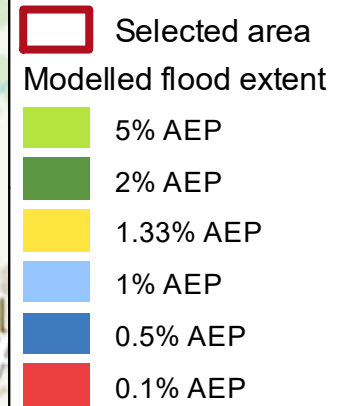 Selected area
Modelled flood extent
5% AEP
2% AEP
1.33% AEP
1% AEP
0.5% AEP
0.1% AEP